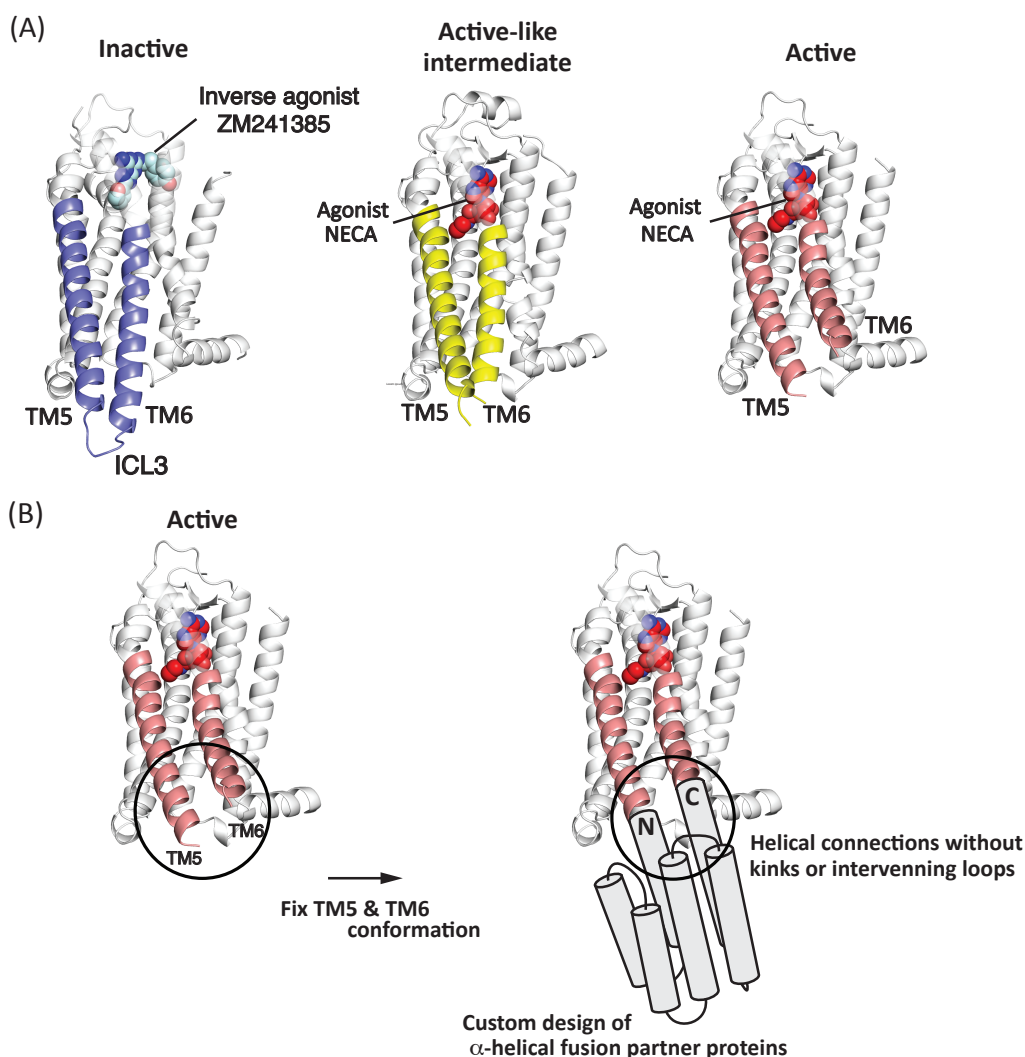 (A)
Inactive
Active-like
intermediate
Active
Inverse agonist
ZM241385
Agonist
NECA
Agonist
NECA
TM5
TM6
ICL3
TM5
TM6
TM6
TM5
(B)
Active
TM5
TM6
Fix TM5 & TM6
conformation
N
C
Helical connections without
kinks or intervenning loops
Custom design of
α-helical fusion partner proteins